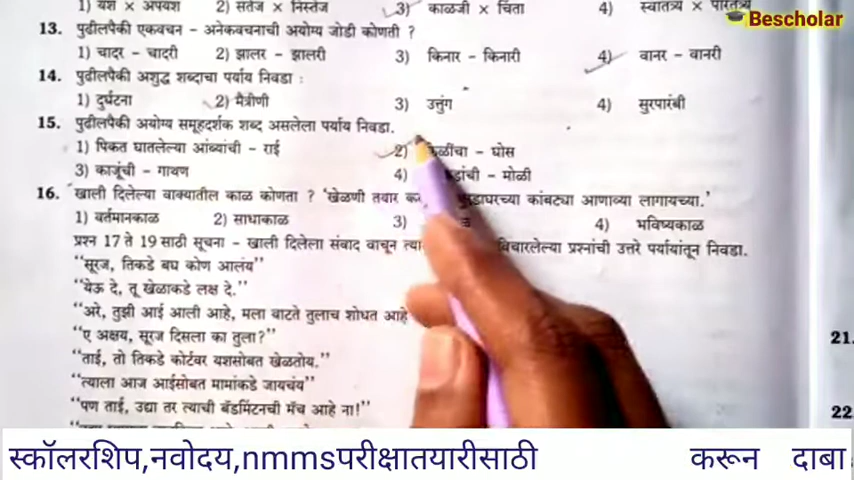 1) यश × अपयश 2) सतेज × निस्तेज 3) काळजी × चिंता 4) स्वातंत्र्य × पारतंत्र्य
Bescholar
13. पुढीलपैकी एकवचन - अनेकवचनाची अयोग्य जोडी कोणती ?
1) चादर - चादरी 2) झालर - झालरी 3) किनार - किनारी 4) वानर - वानरी
14. पुढीलपैकी अशुद्ध शब्दाचा पर्याय निवडा :
1) दुर्घटना 2) मैत्रीणी 3) उत्तुंग 4) सुरपारंबी
15. पुढीलपैकी अयोग्य समूहदर्शक शब्द असलेला पर्याय निवडा.
1) पिकत घातलेल्या आंब्यांची - राई 2) ळींचा - घोस
3) काजूंची - गाथण 4) डांची - मोळी
16. खाली दिलेल्या वाक्यातील काळ कोणता ? 'खेळणी तयार डाघरच्या कांबट्या आणाव्या लागायच्या.'
1) वर्तमानकाळ 2) साधाकाळ 3) 4) भविष्यकाळ
प्रश्न 17 ते 19 साठी सूचना - खाली दिलेला संवाद वाचून त्या विचारलेल्या प्रश्नांची उत्तरे पर्यायांतून निवडा.
"सूरज, तिकडे बघ कोण आलंय"
"येऊ दे, तू खेळाकडे लक्ष दे."
"अरे, तुझी आई आली आहे, मला वाटते तुलाच शोधत आहे
"ए अक्षय, सूरज दिसला का तुला?"
"ताई, तो तिकडे कोर्टवर यशसोबत खेळतोय."
21.
"त्याला आज आईसोबत मामांकडे जायचंय"
"पण ताई, उद्या तर त्याची बॅडमिंटनची मॅच आहे ना!"
22
स्कॉलरशिप,नवोदय,nmmsपरीक्षातयारीसाठी करून दाबा